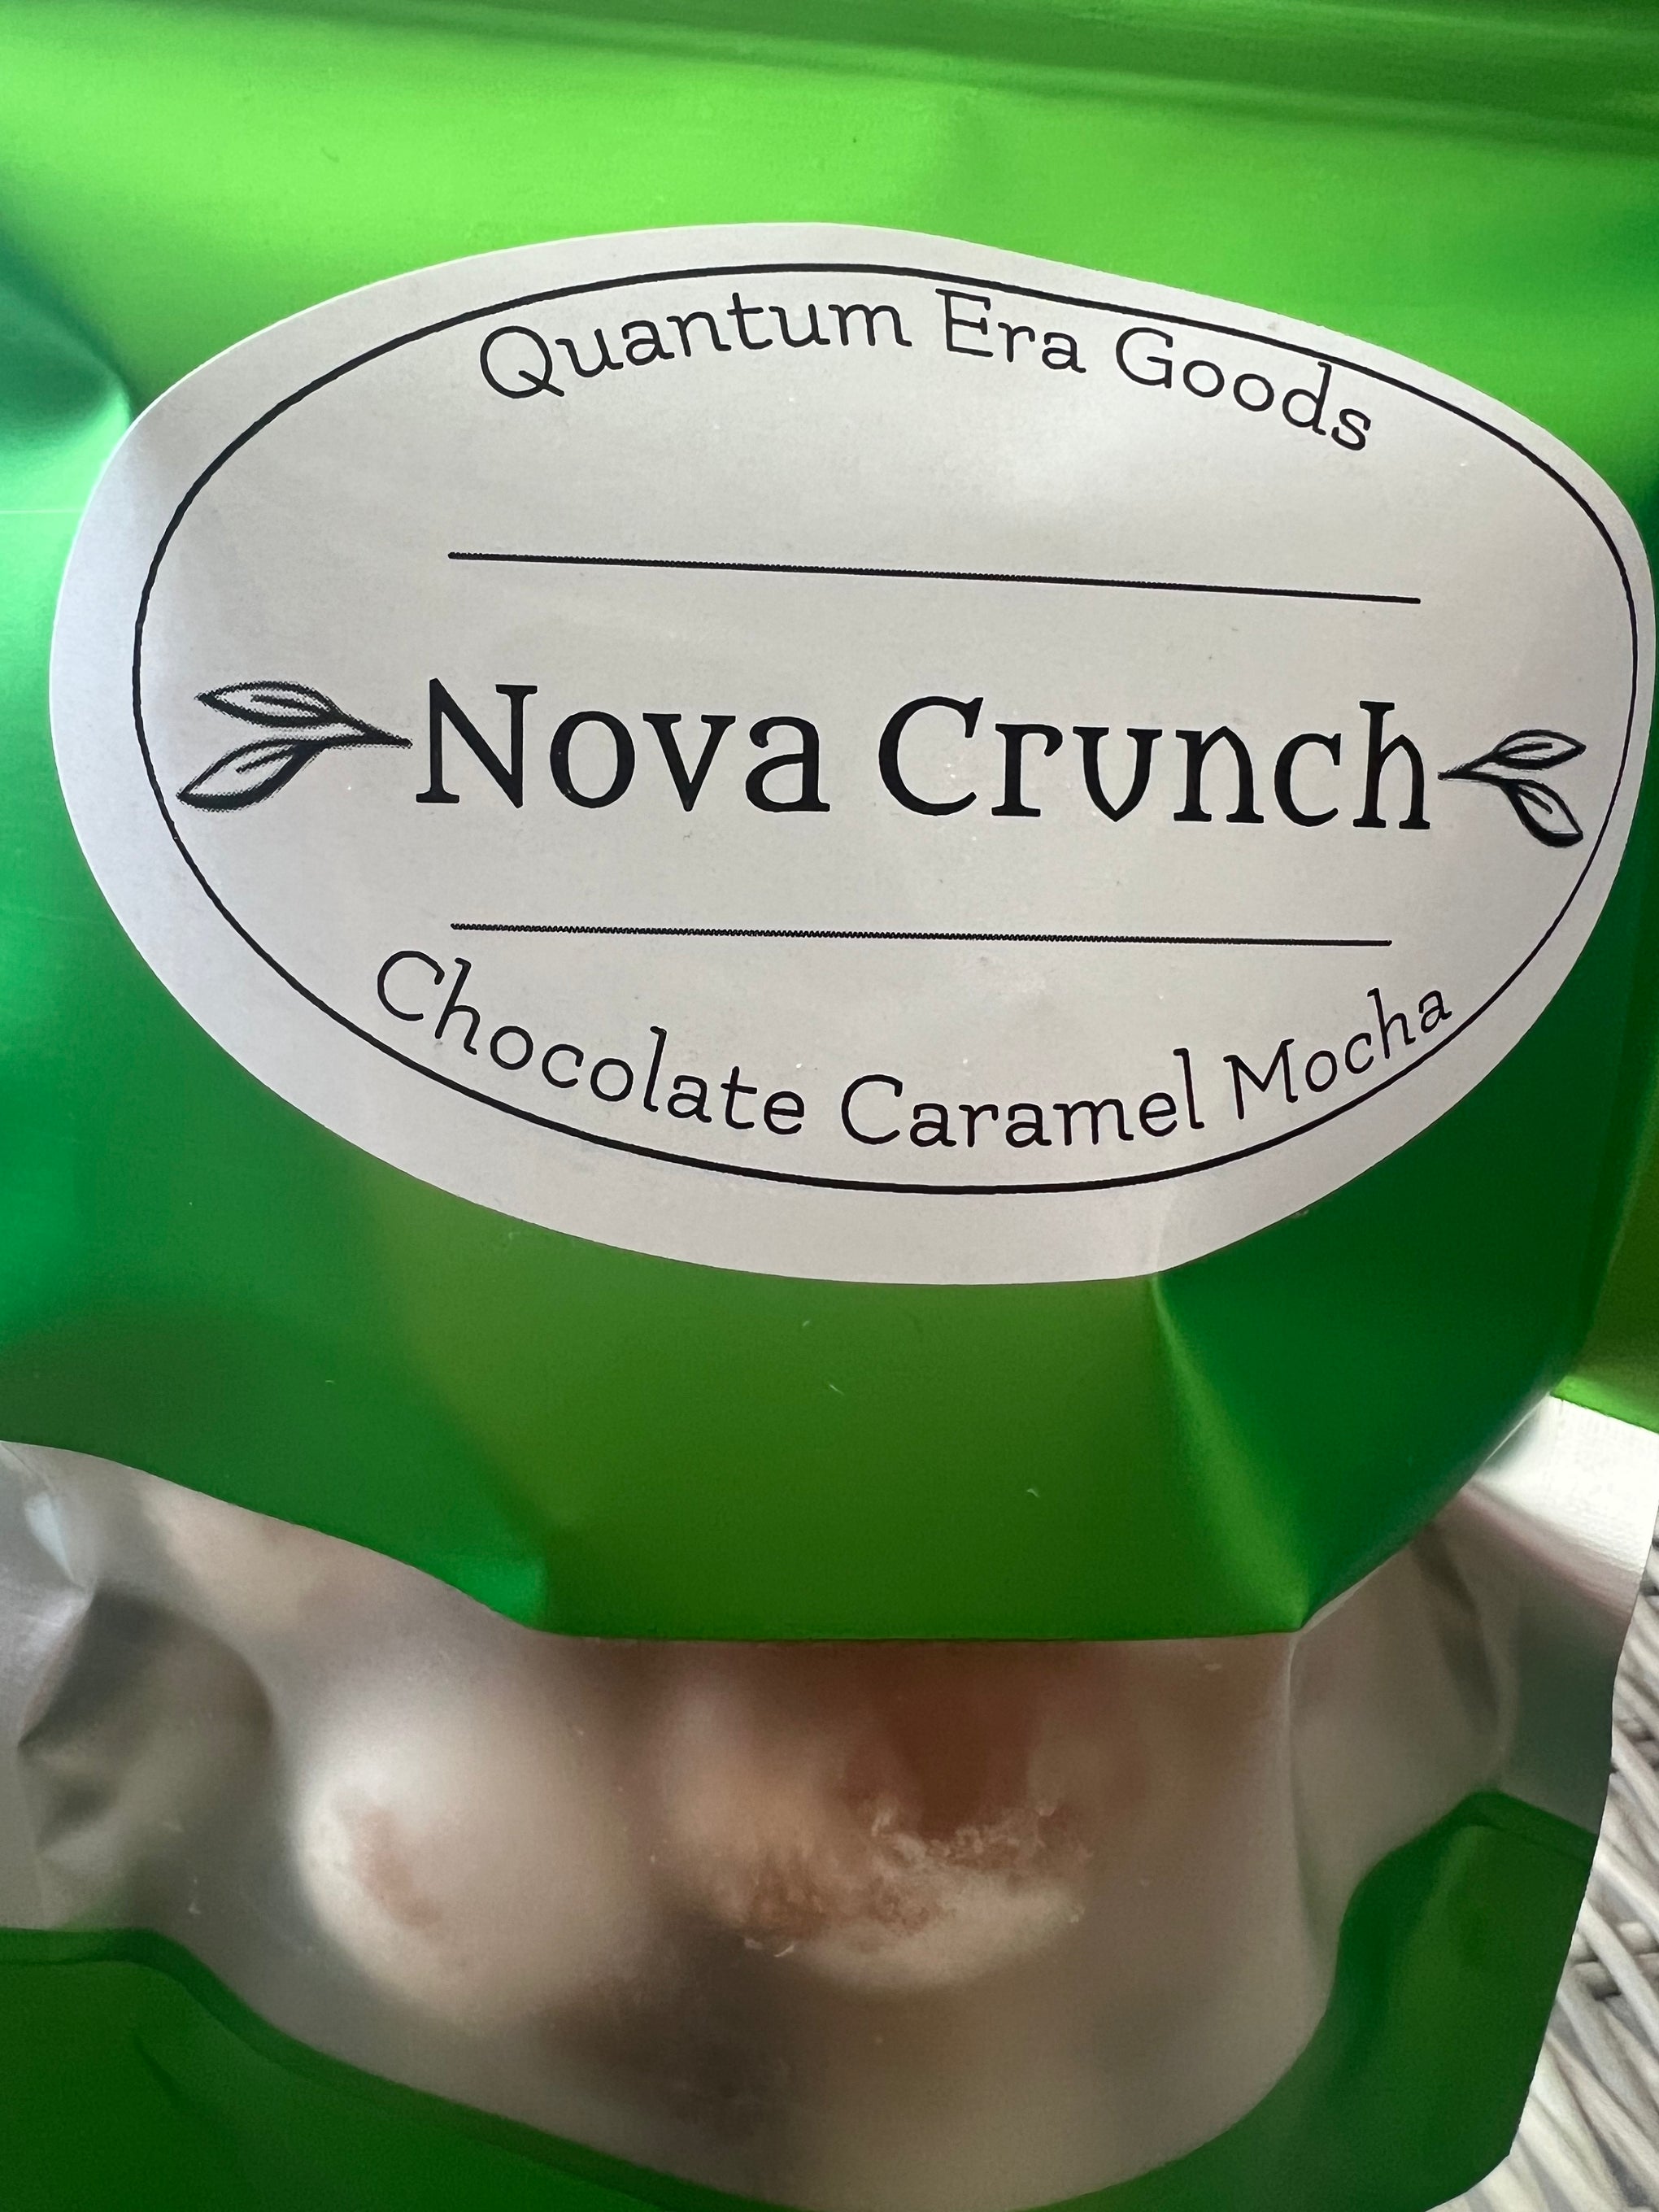 Quantum Era Goods
Nova Crunch
Chocolate Caramel Mocha